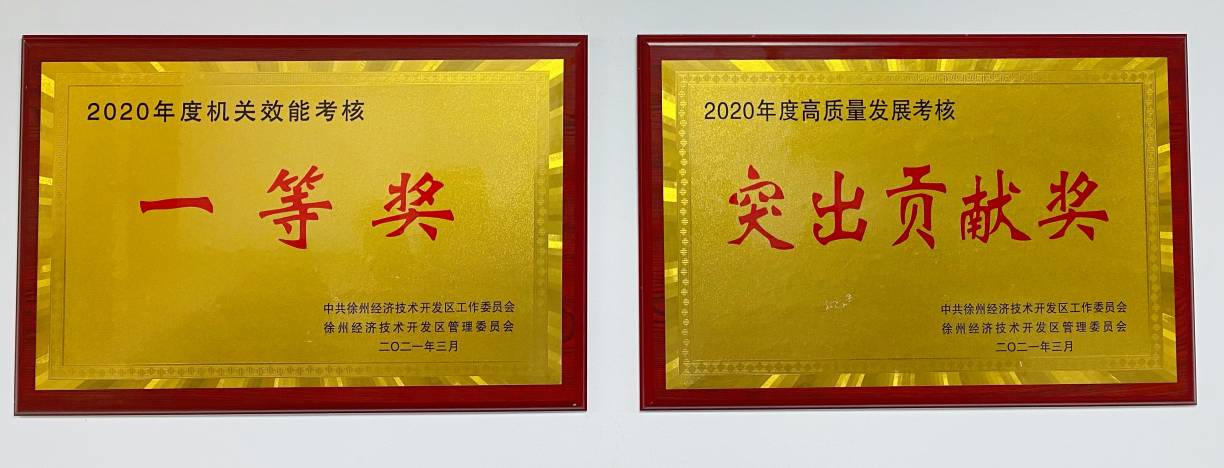 2020年度机关效能考核
一等奖
中共徐州经济技术开发区工作委员会
徐州经济技术开发区管理委员会
二〇二一年三月
2020年度高质量发展考核
突出贡献奖
中共徐州经济技术开发区工作委员会
徐州经济技术开发区管理委员会
二〇二一年三月